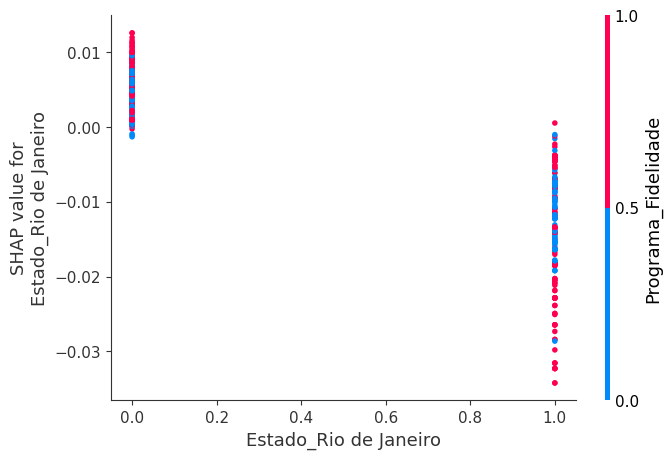 SHAP value for
Estado_Rio de Janeiro
0.01
0.00
−0.01
−0.02
−0.03
0.0 0.2 0.4 0.6 0.8 1.0
Estado_Rio de Janeiro
1.0
0.5
0.0
Programa_Fidelidade